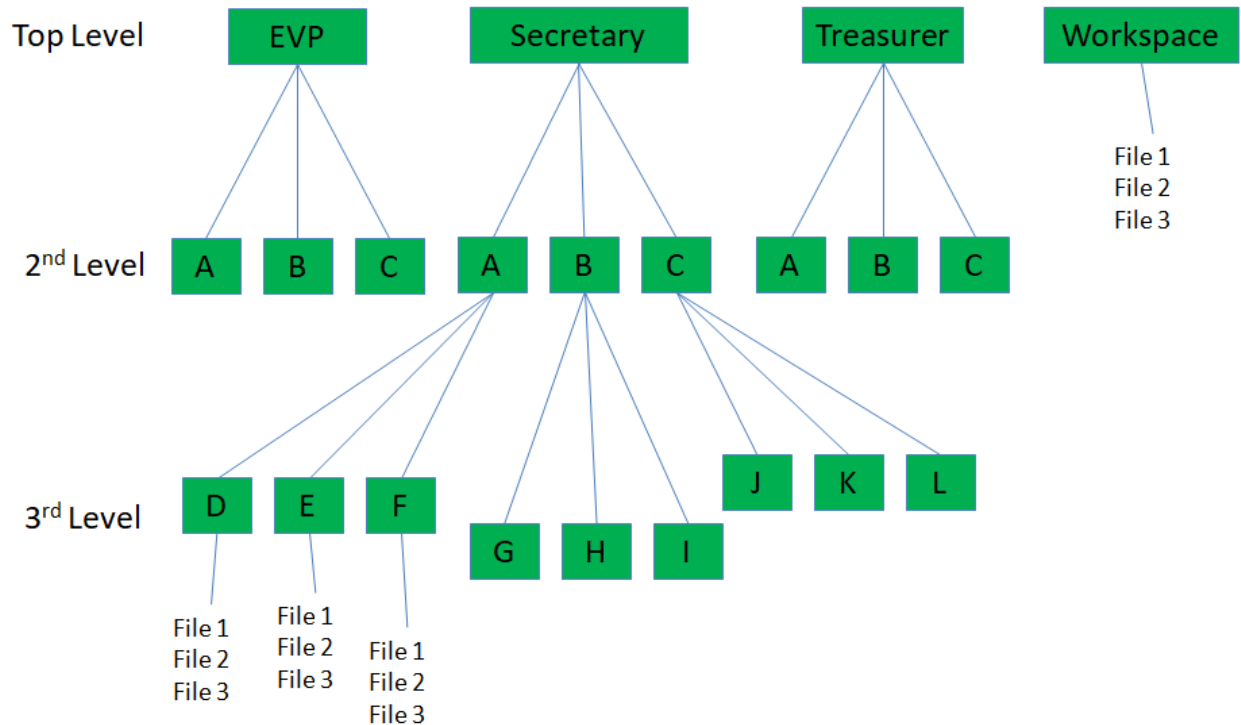 Top Level EVP Secretary Treasurer Workspace
File 1
File 2
File 3
2nd Level A B C A B C A B C
J K L
3rd Level D E F
G H I
File 1
File 2
File 3
File 1
File 2
File 3
File 1
File 2
File 3